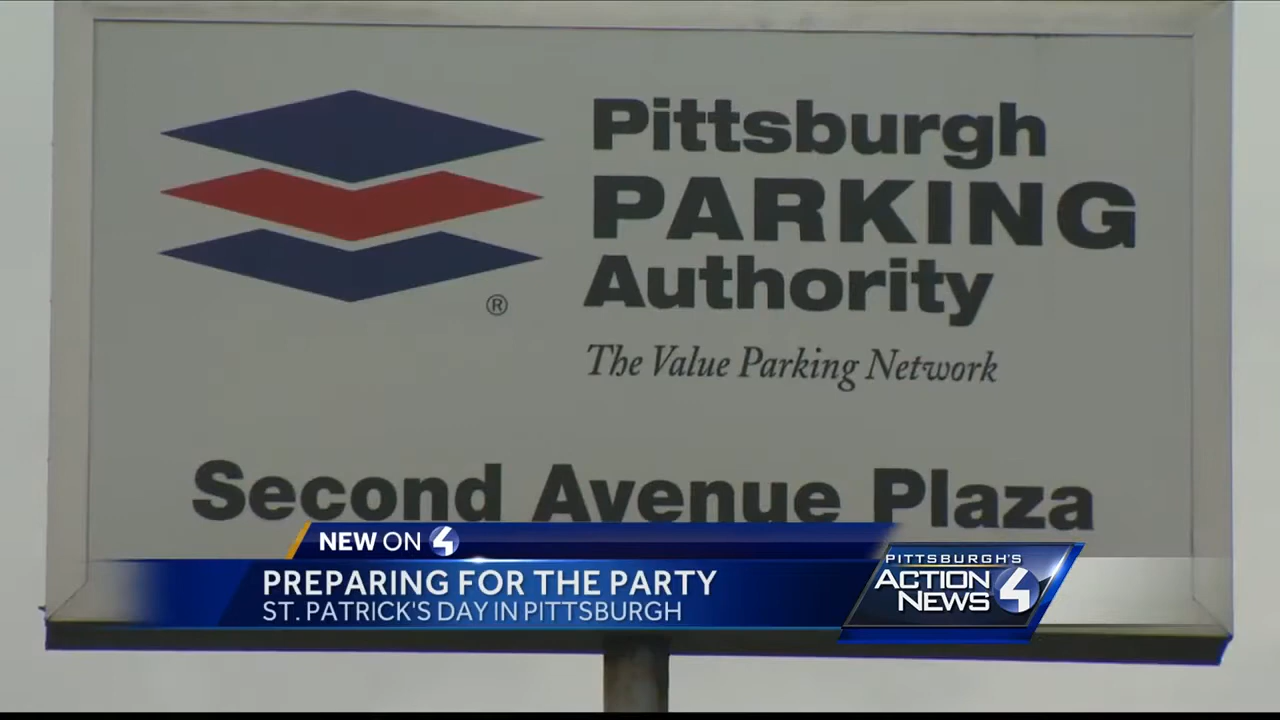 Pittsburgh
PARKING
Authority
®
The Value Parking Network
Second Avenue Plaza
NEW ON 4
PREPARING FOR THE PARTY
ST. PATRICK'S DAY IN PITTSBURGH
PITTSBURGH'S
ACTION
NEWS 4